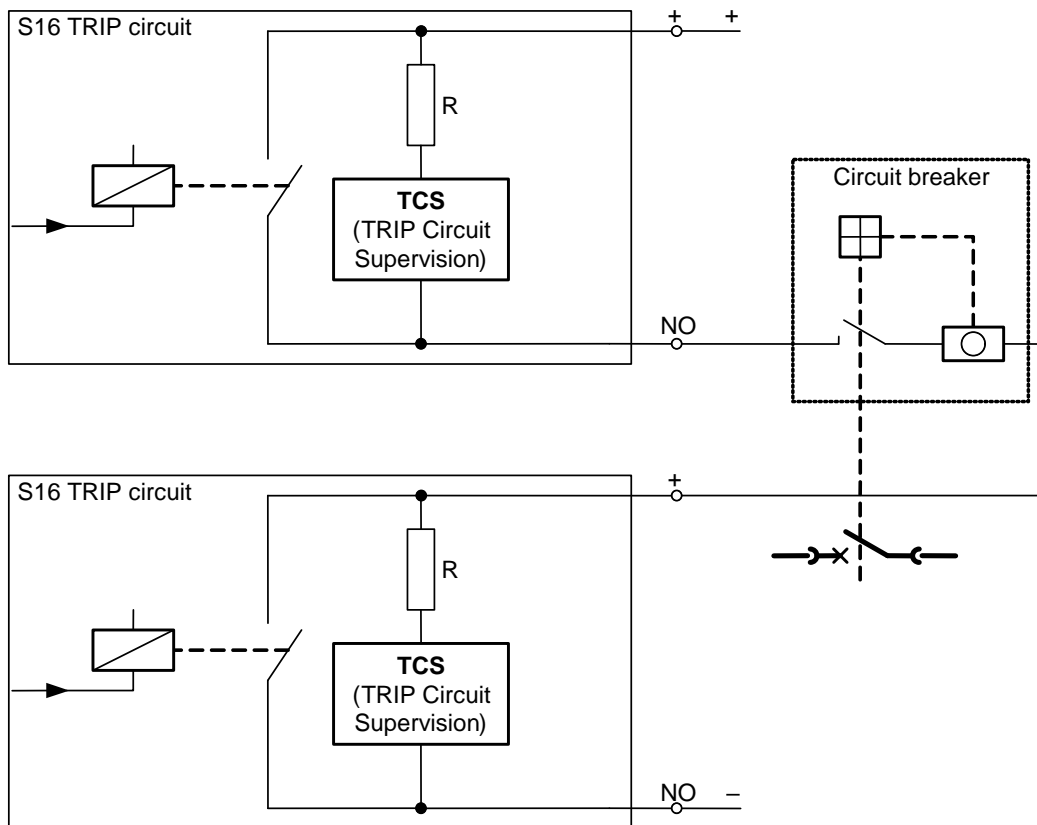 S16 TRIP circuit
+ +
R
TCS
(TRIP Circuit
Supervision)
NO
Circuit breaker
S16 TRIP circuit
+
R
TCS
(TRIP Circuit
Supervision)
NO –